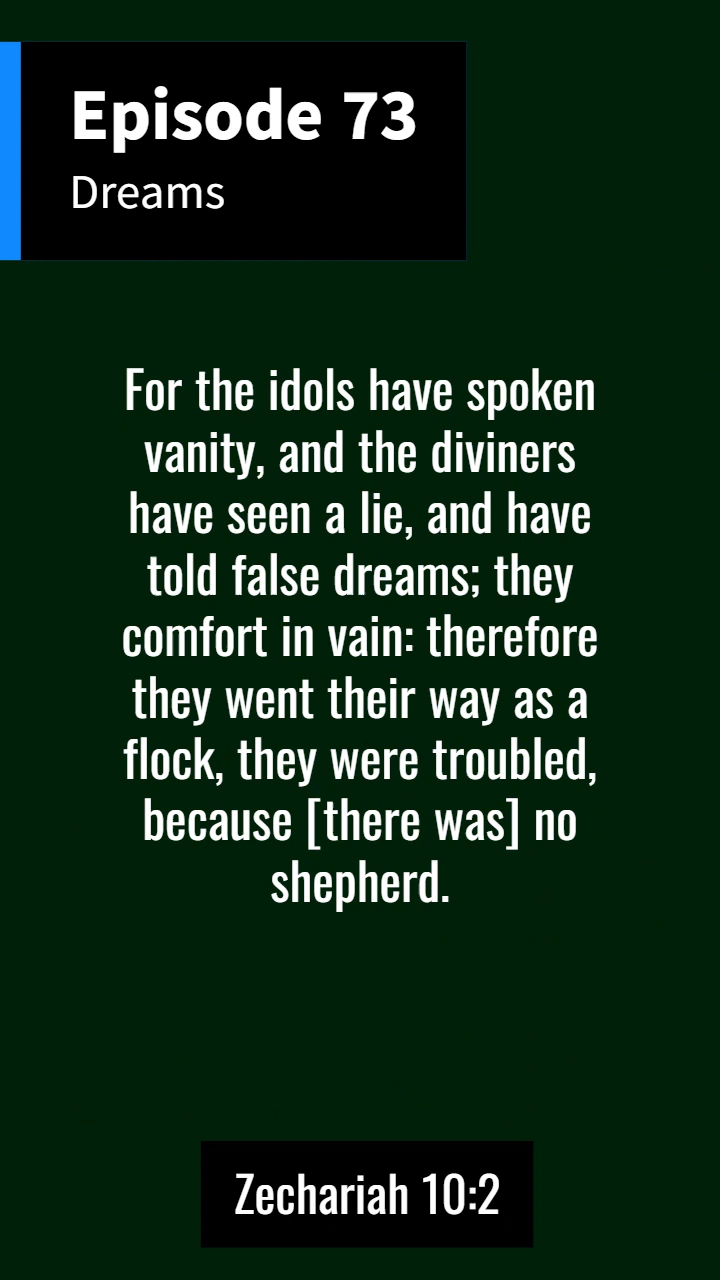 Episode 73
Dreams
For the idols have spoken
vanity, and the diviners
have seen a lie, and have
told false dreams; they
comfort in vain: therefore
they went their way as a
flock, they were troubled,
because [there was] no
shepherd.
Zechariah 10:2